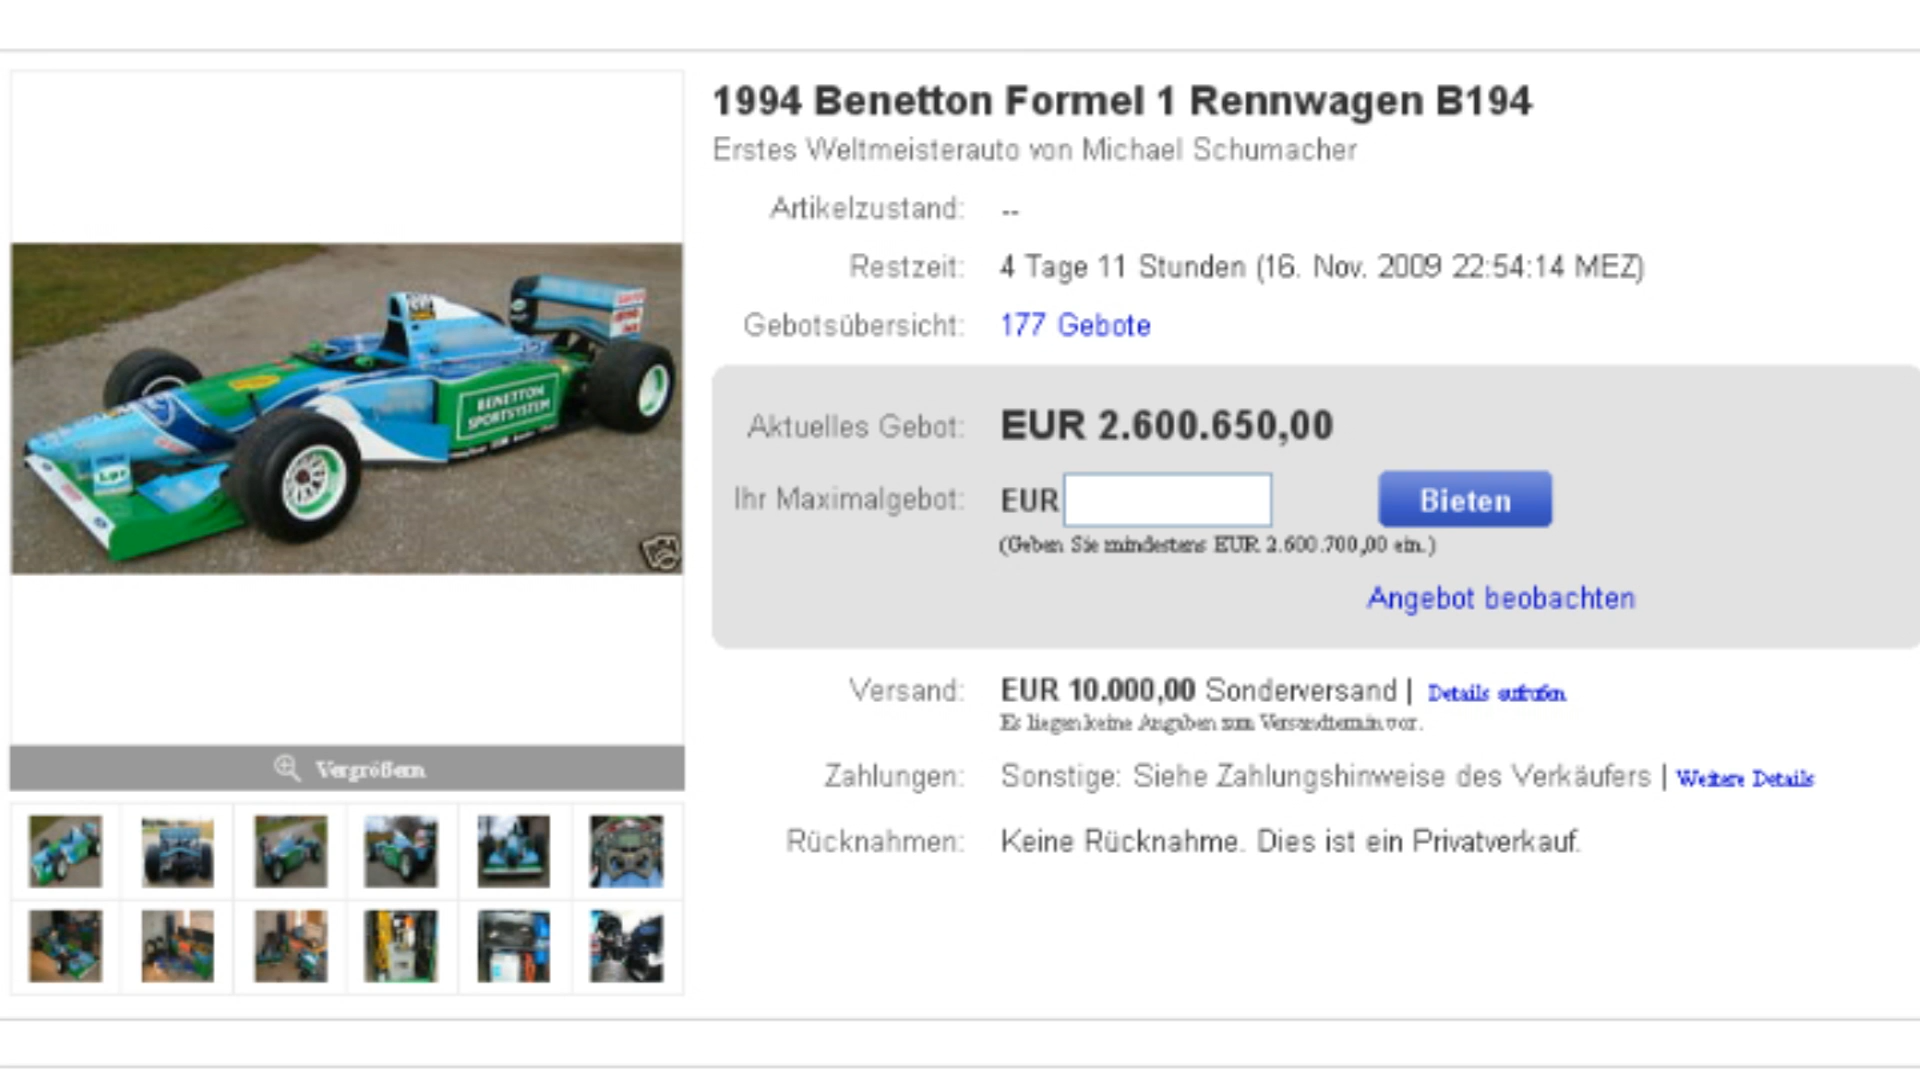 1994 Benetton Formel 1 Rennwagen B194
Erstes Weltmeisterauto von Michael Schumacher
Artikelzustand: --
Restzeit: 4 Tage 11 Stunden (16. Nov. 2009 22:54:14 MEZ)
Gebotsübersicht: 177 Gebote
Aktuelles Gebot: EUR 2.600.650,00
Ihr Maximalgebot: EUR Bieten
(Geben Sie mindestens EUR 2.600.700,00 ein.)
Angebot beobachten
Versand: EUR 10.000,00 Sonderversand | Details aufrufen
Es liegen keine Angaben zum Versandtermin vor.
Zahlungen: Sonstige: Siehe Zahlungshinweise des Verkäufers | Weitere Details
Rücknahmen: Keine Rücknahme. Dies ist ein Privatverkauf.
BENETTON
SPORTSYSTEM
Vergrößern